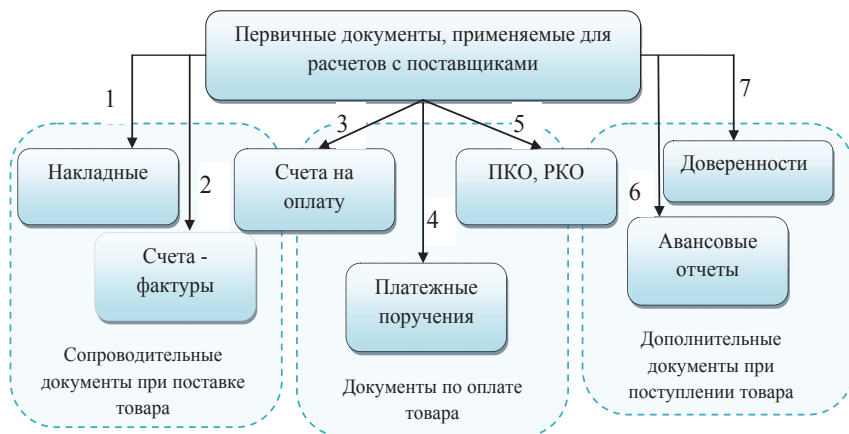 Первичные документы, применяемые для
расчетов с поставщиками
1
2
3
4
5
6
7
Накладные
Счета -
фактуры
Сопроводительные
документы при поставке
товара
Счета на
оплату
Платежные
поручения
ПКО, РКО
Документы по оплате
товара
Доверенности
Авансовые
отчеты
Дополнительные
документы при
поступлении товара